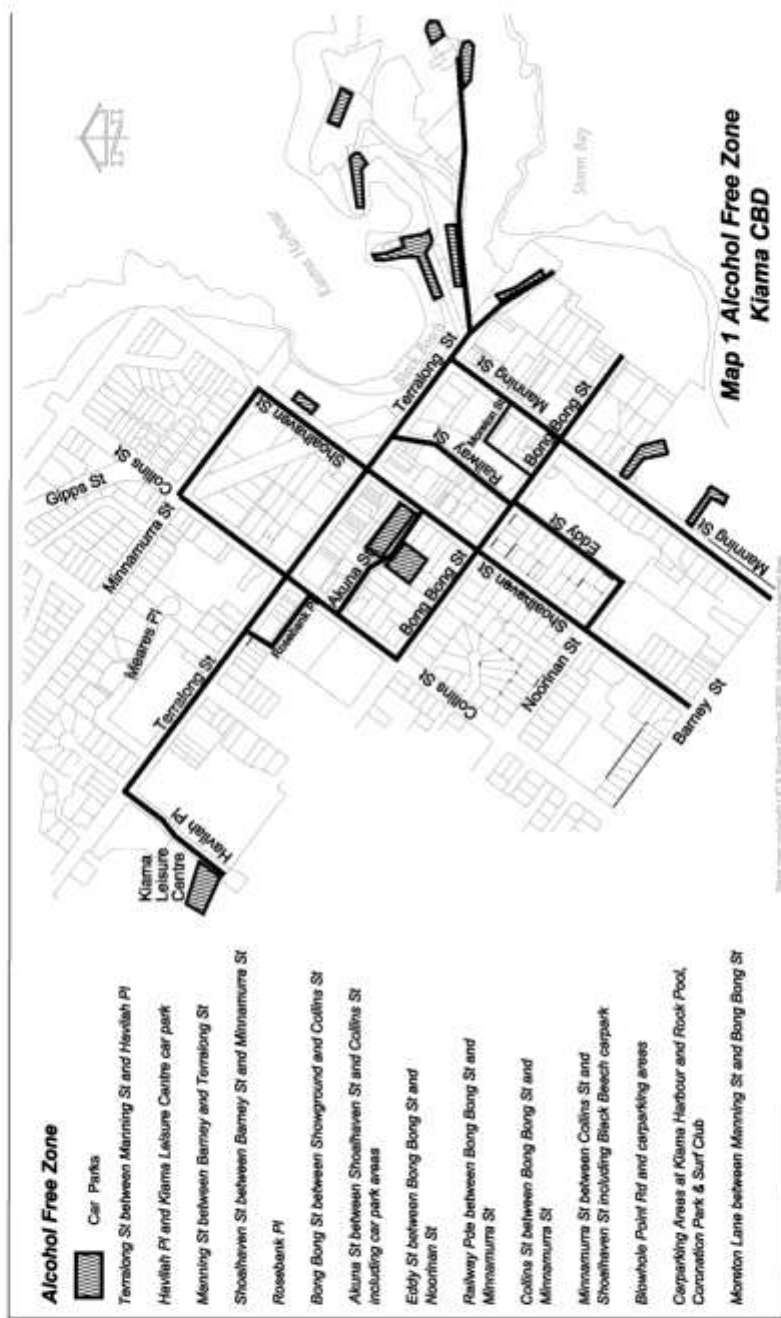 Alcohol Free Zone
Car Parks
Terralong St between Manning St and Havilah Pl
Havilah Pl and Kiama Leisure Centre car park
Manning St between Barney and Terralong St
Shoalhaven St between Barney St and Minnamurra St
Rosebank Pl
Bong Bong St between Showground and Collins St
Akuna St between Shoalhaven St and Collins St
including car park areas
Eddy St between Bong Bong St and
Noorinan St
Railway Pde between Bong Bong St and
Minnamurra St
Collins St between Bong Bong St and
Minnamurra St
Minnamurra St between Collins St and
Shoalhaven St including Black Beach carpark
Blowhole Point Rd and carparking areas
Carparking Areas at Kiama Harbour and Rock Pool,
Coronation Park & Surf Club
Moreton Lane between Manning St and Bong Bong St
Kiama
Leisure
Centre
Havilah Pl
Terralong St
Meares Pl
Minnamurra St
Gipps St
Collins St
Shoalhaven St
Rosebank Pl
Akuna St
Bong Bong St
Collins St
Noorinan St
Shoalhaven St
Barney St
Eddy St
Railway St
Moreton St
Bong Bong St
Manning St
Terralong St
Manning St
Kiama Harbour
Black Beach
Storm Bay
Map 1 Alcohol Free Zone
Kiama CBD